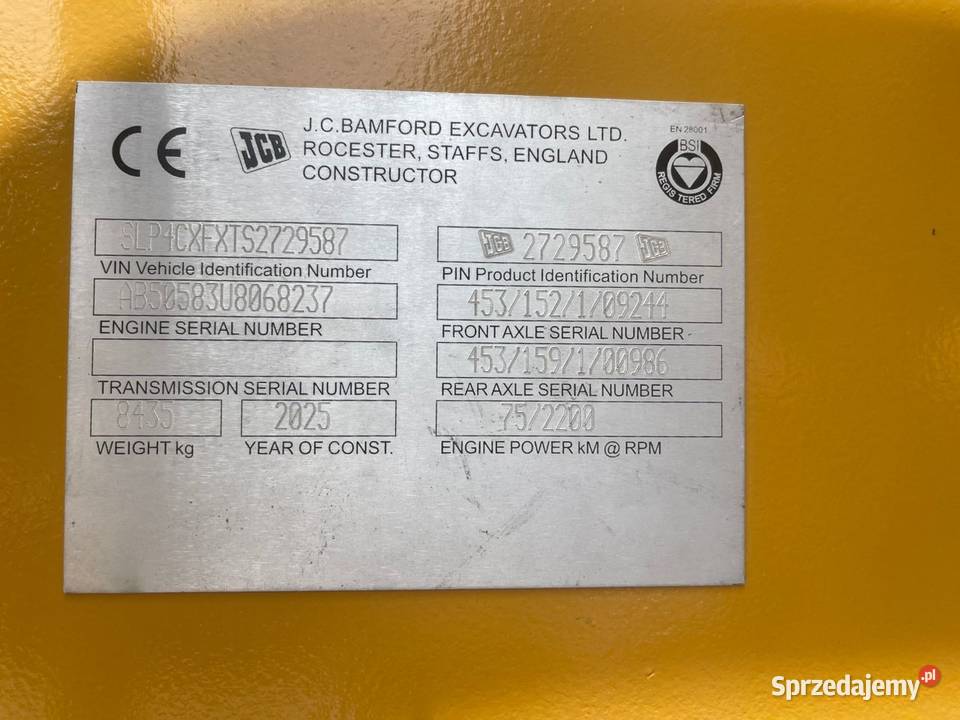 CE
JCB
J.C.BAMFORD EXCAVATORS LTD.
ROCESTER, STAFFS, ENGLAND
CONSTRUCTOR
EN 28001
BSI
REGISTERED FIRM
SLP4CXFXTS2729587
VIN Vehicle Identification Number
JCB 2729587 JCB
PIN Product Identification Number
AB50583U8068237
ENGINE SERIAL NUMBER
453/152/1/09244
FRONT AXLE SERIAL NUMBER
TRANSMISSION SERIAL NUMBER
453/159/1/00986
REAR AXLE SERIAL NUMBER
8435
WEIGHT kg
2025
YEAR OF CONST.
75/2200
ENGINE POWER kM @ RPM
Sprzedajemy.pl